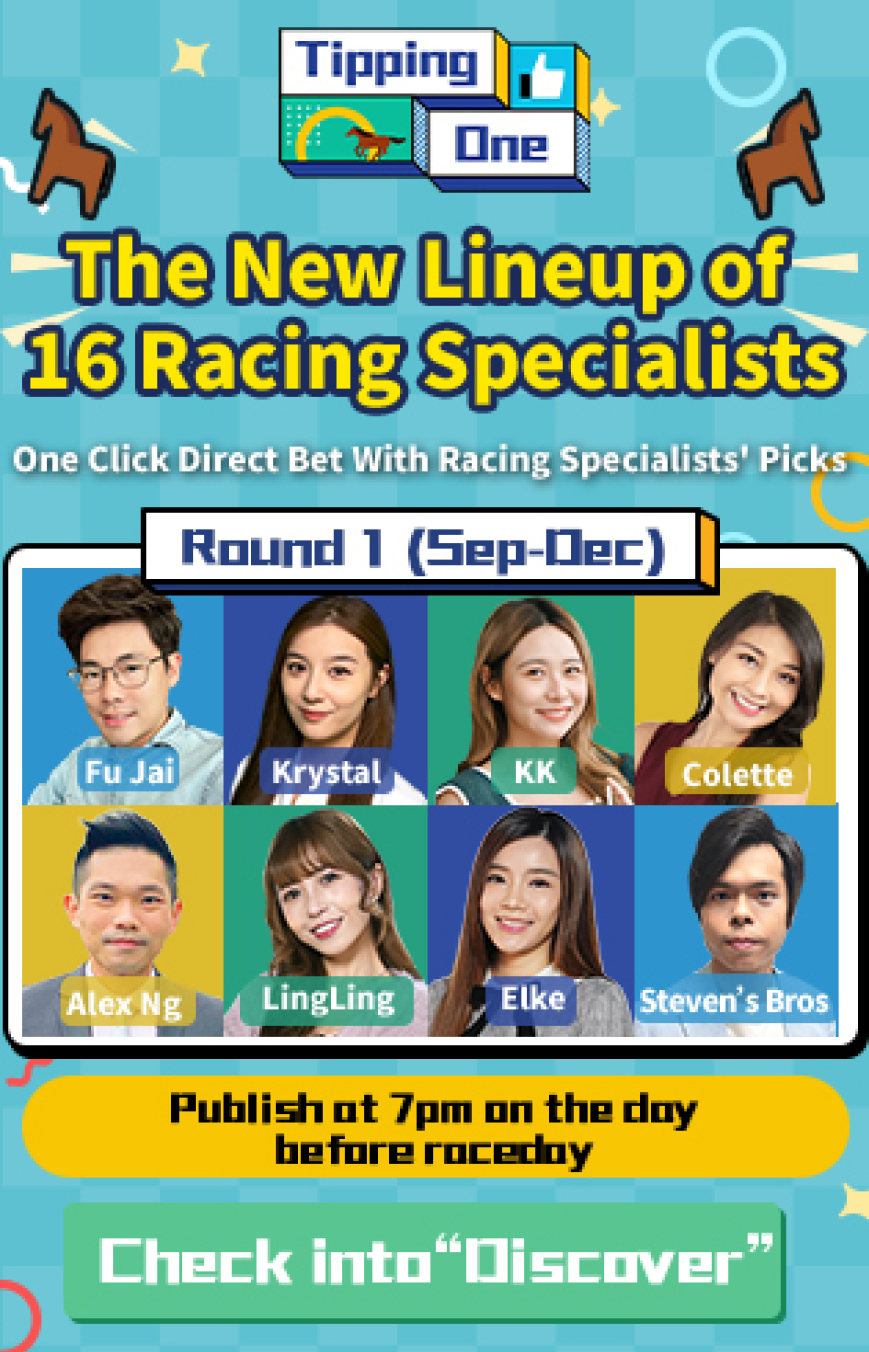 Tipping
One
The New Lineup of
16 Racing Specialists
One Click Direct Bet With Racing Specialists' Picks
Round 1 (Sep-Dec)
Fu Jai
Krystal
KK
Colette
Alex Ng
LingLing
Elke
Steven's Bros
Publish at 7pm on the day
before raceday
Check into“Discover”